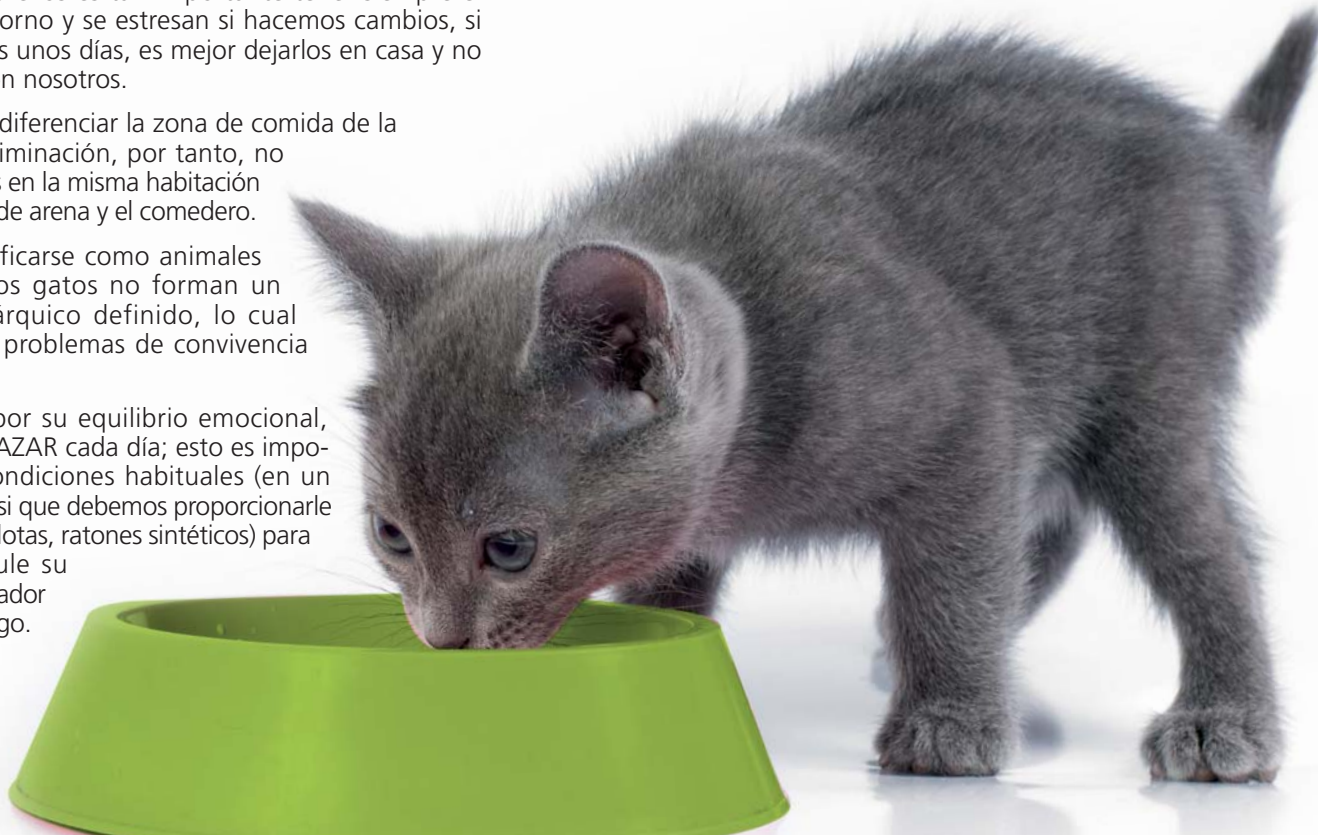 orno y se estresan si hacemos cambios, si
s unos días, es mejor dejarlos en casa y no
n nosotros.
diferenciar la zona de comida de la
iminación, por tanto, no
s en la misma habitación
de arena y el comedero.
ficarse como animales
os gatos no forman un
árquico definido, lo cual
problemas de convivencia
por su equilibrio emocional,
AZAR cada día; esto es impo-
ondiciones habituales (en un
si que debemos proporcionarle
lotas, ratones sintéticos) para
ule su
ador
go.